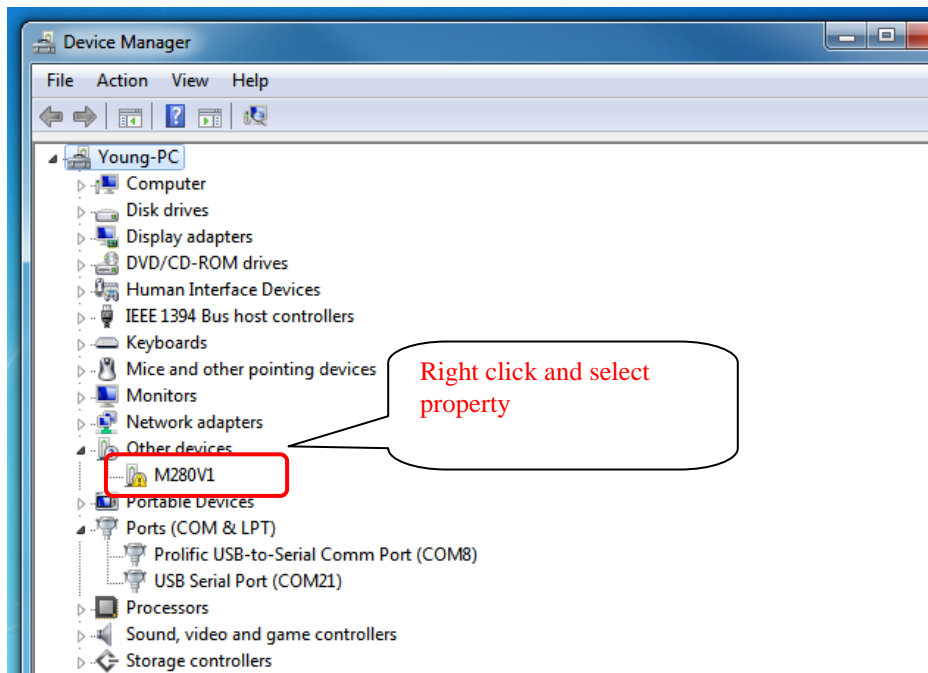 Device Manager
File Action View Help
Young-PC
Computer
Disk drives
Display adapters
DVD/CD-ROM drives
Human Interface Devices
IEEE 1394 Bus host controllers
Keyboards
Mice and other pointing devices
Right click and select
property
Monitors
Network adapters
Other devices
M280V1
Portable Devices
Ports (COM & LPT)
Prolific USB-to-Serial Comm Port (COM8)
USB Serial Port (COM21)
Processors
Sound, video and game controllers
Storage controllers